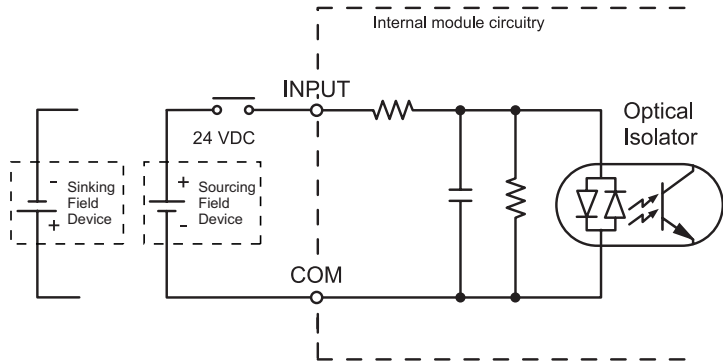 Internal module circuitry
INPUT
24 VDC
Optical
Isolator
-
Sinking
Field
Device
+
+
Sourcing
Field
Device
-
COM